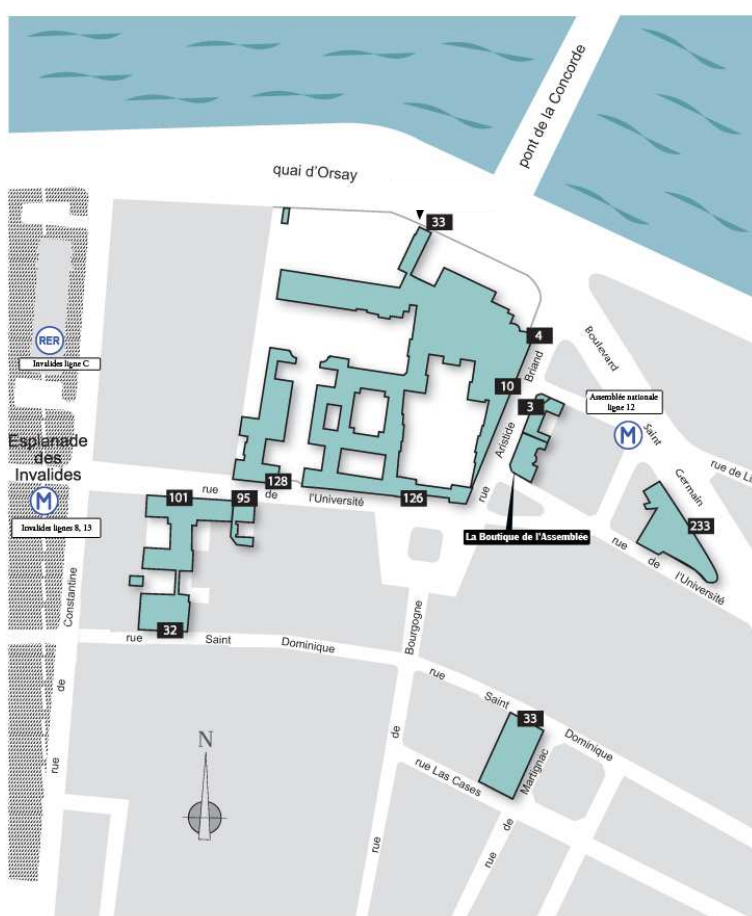 pont de la Concorde
quai d'Orsay
33
4
Boulevard
RER
Invalides ligne C
10
Briand
3
Assemblée nationale
ligne 12
M
Aristide
Saint
Esplanade
des
Invalides
Germain
rue de
128
M
101
rue
95
de
l'Université
126
rue
Invalides lignes 8, 13
233
La Boutique de l'Assemblée
rue
de
l'Université
Constantine
Bourgogne
32
rue
Saint
Dominique
rue
de
Saint
33
Dominique
N
de
rue Las Cases
Martignac
rue
de
rue
rue